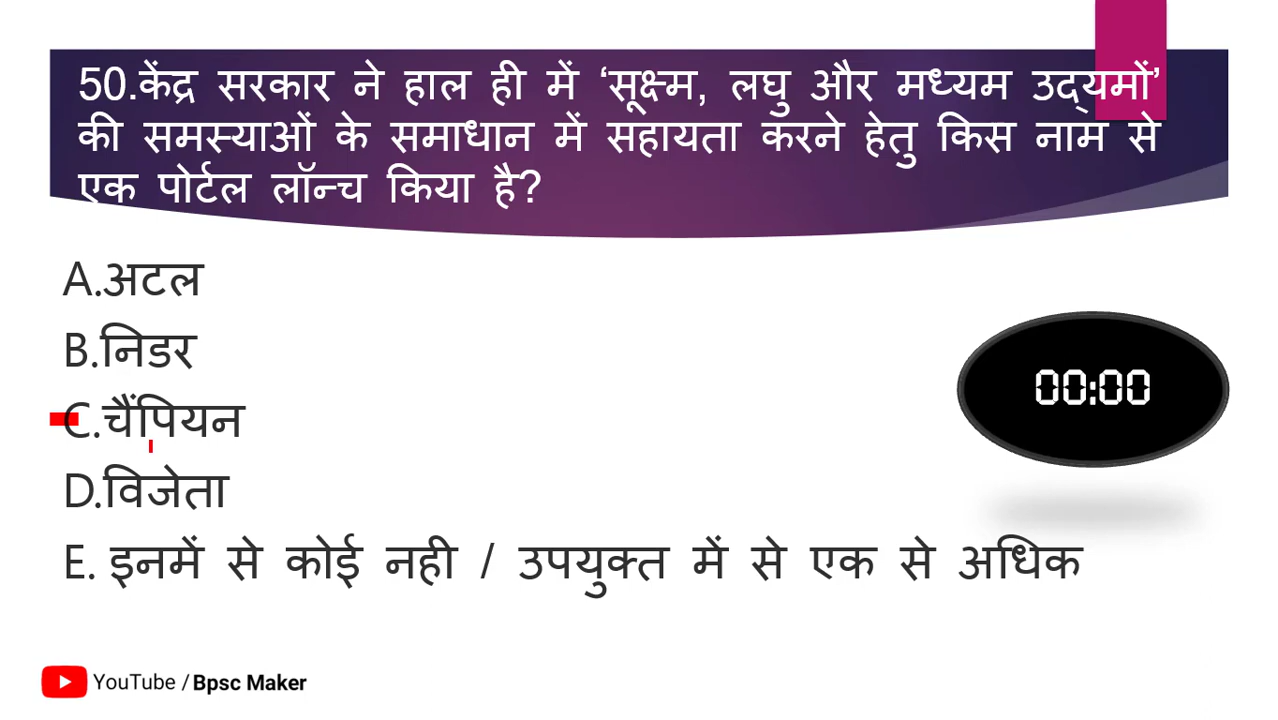 50.केंद्र सरकार ने हाल ही में ‘सूक्ष्म, लघु और मध्यम उद्यमों’
की समस्याओं के समाधान में सहायता करने हेतु किस नाम से
एक पोर्टल लॉन्च किया है?
A.अटल
B.निडर
C.चैंपियन
00:00
D.विजेता
E. इनमें से कोई नही / उपयुक्त में से एक से अधिक
YouTube / Bpsc Maker